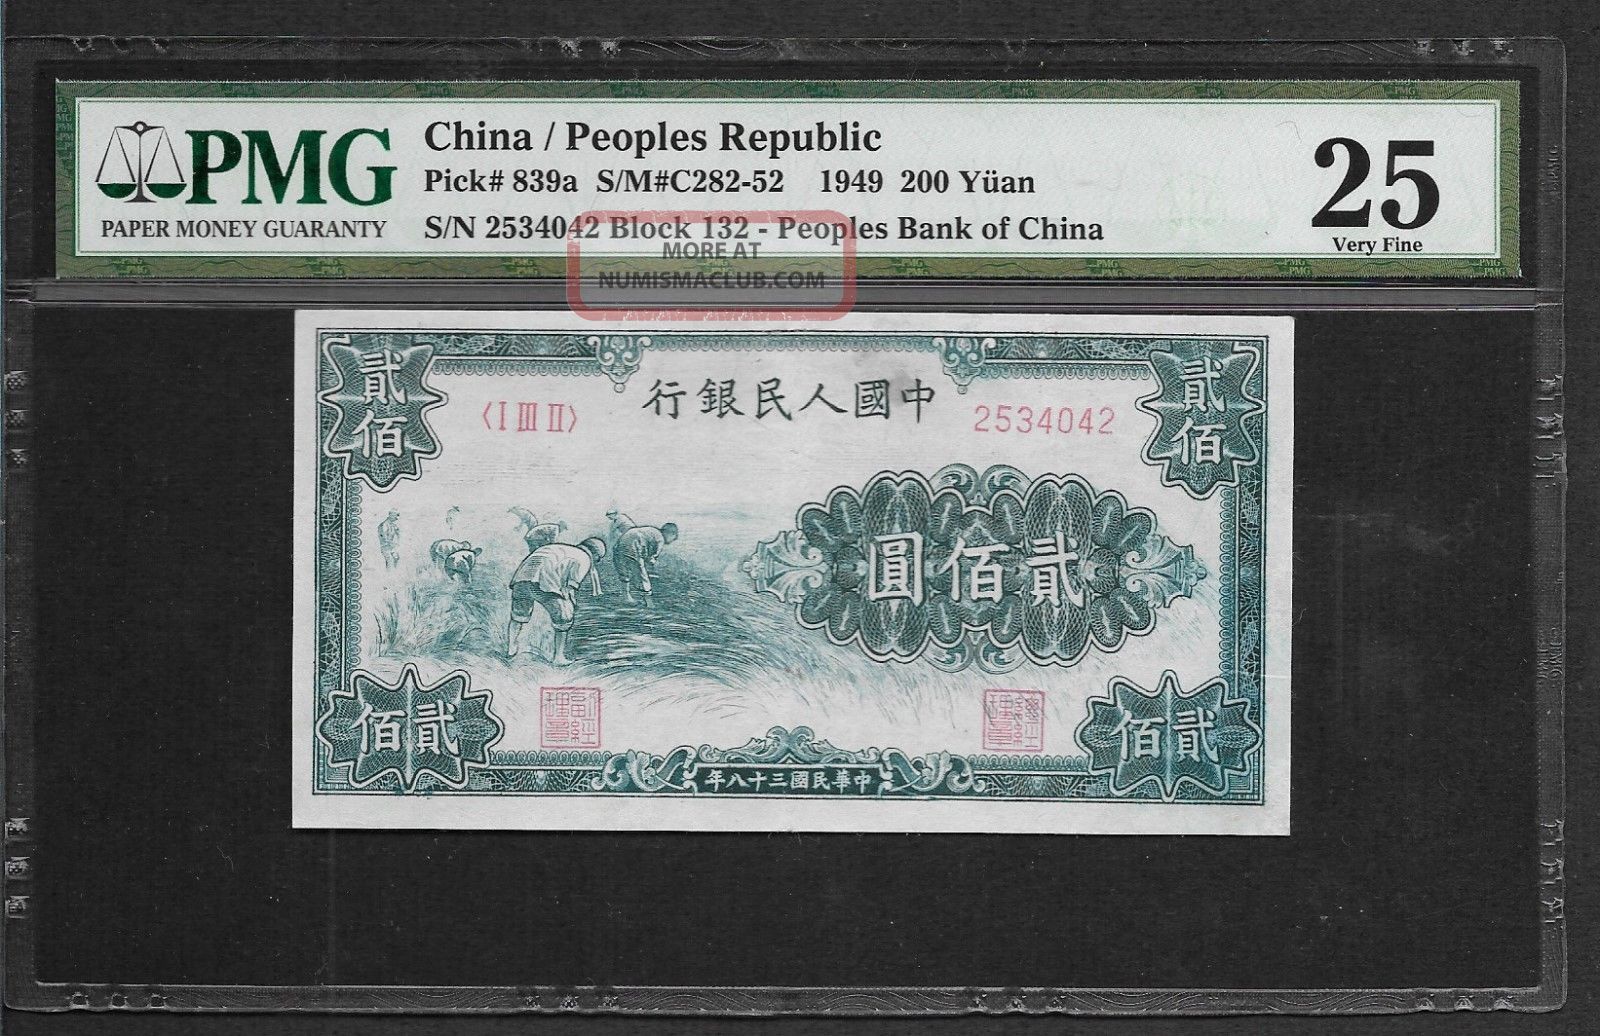 PMG
PAPER MONEY GUARANTY
China / Peoples Republic
Pick# 839a S/M#C282-52 1949 200 Yüan
S/N 2534042 Block 132 - Peoples Bank of China
25
Very Fine
MORE AT
NUMISMACLUB.COM
貳佰
貳佰
行銀民人國中
〈I III II〉
2534042
圓佰貳
佰貳
佰貳
年八十三國民華中